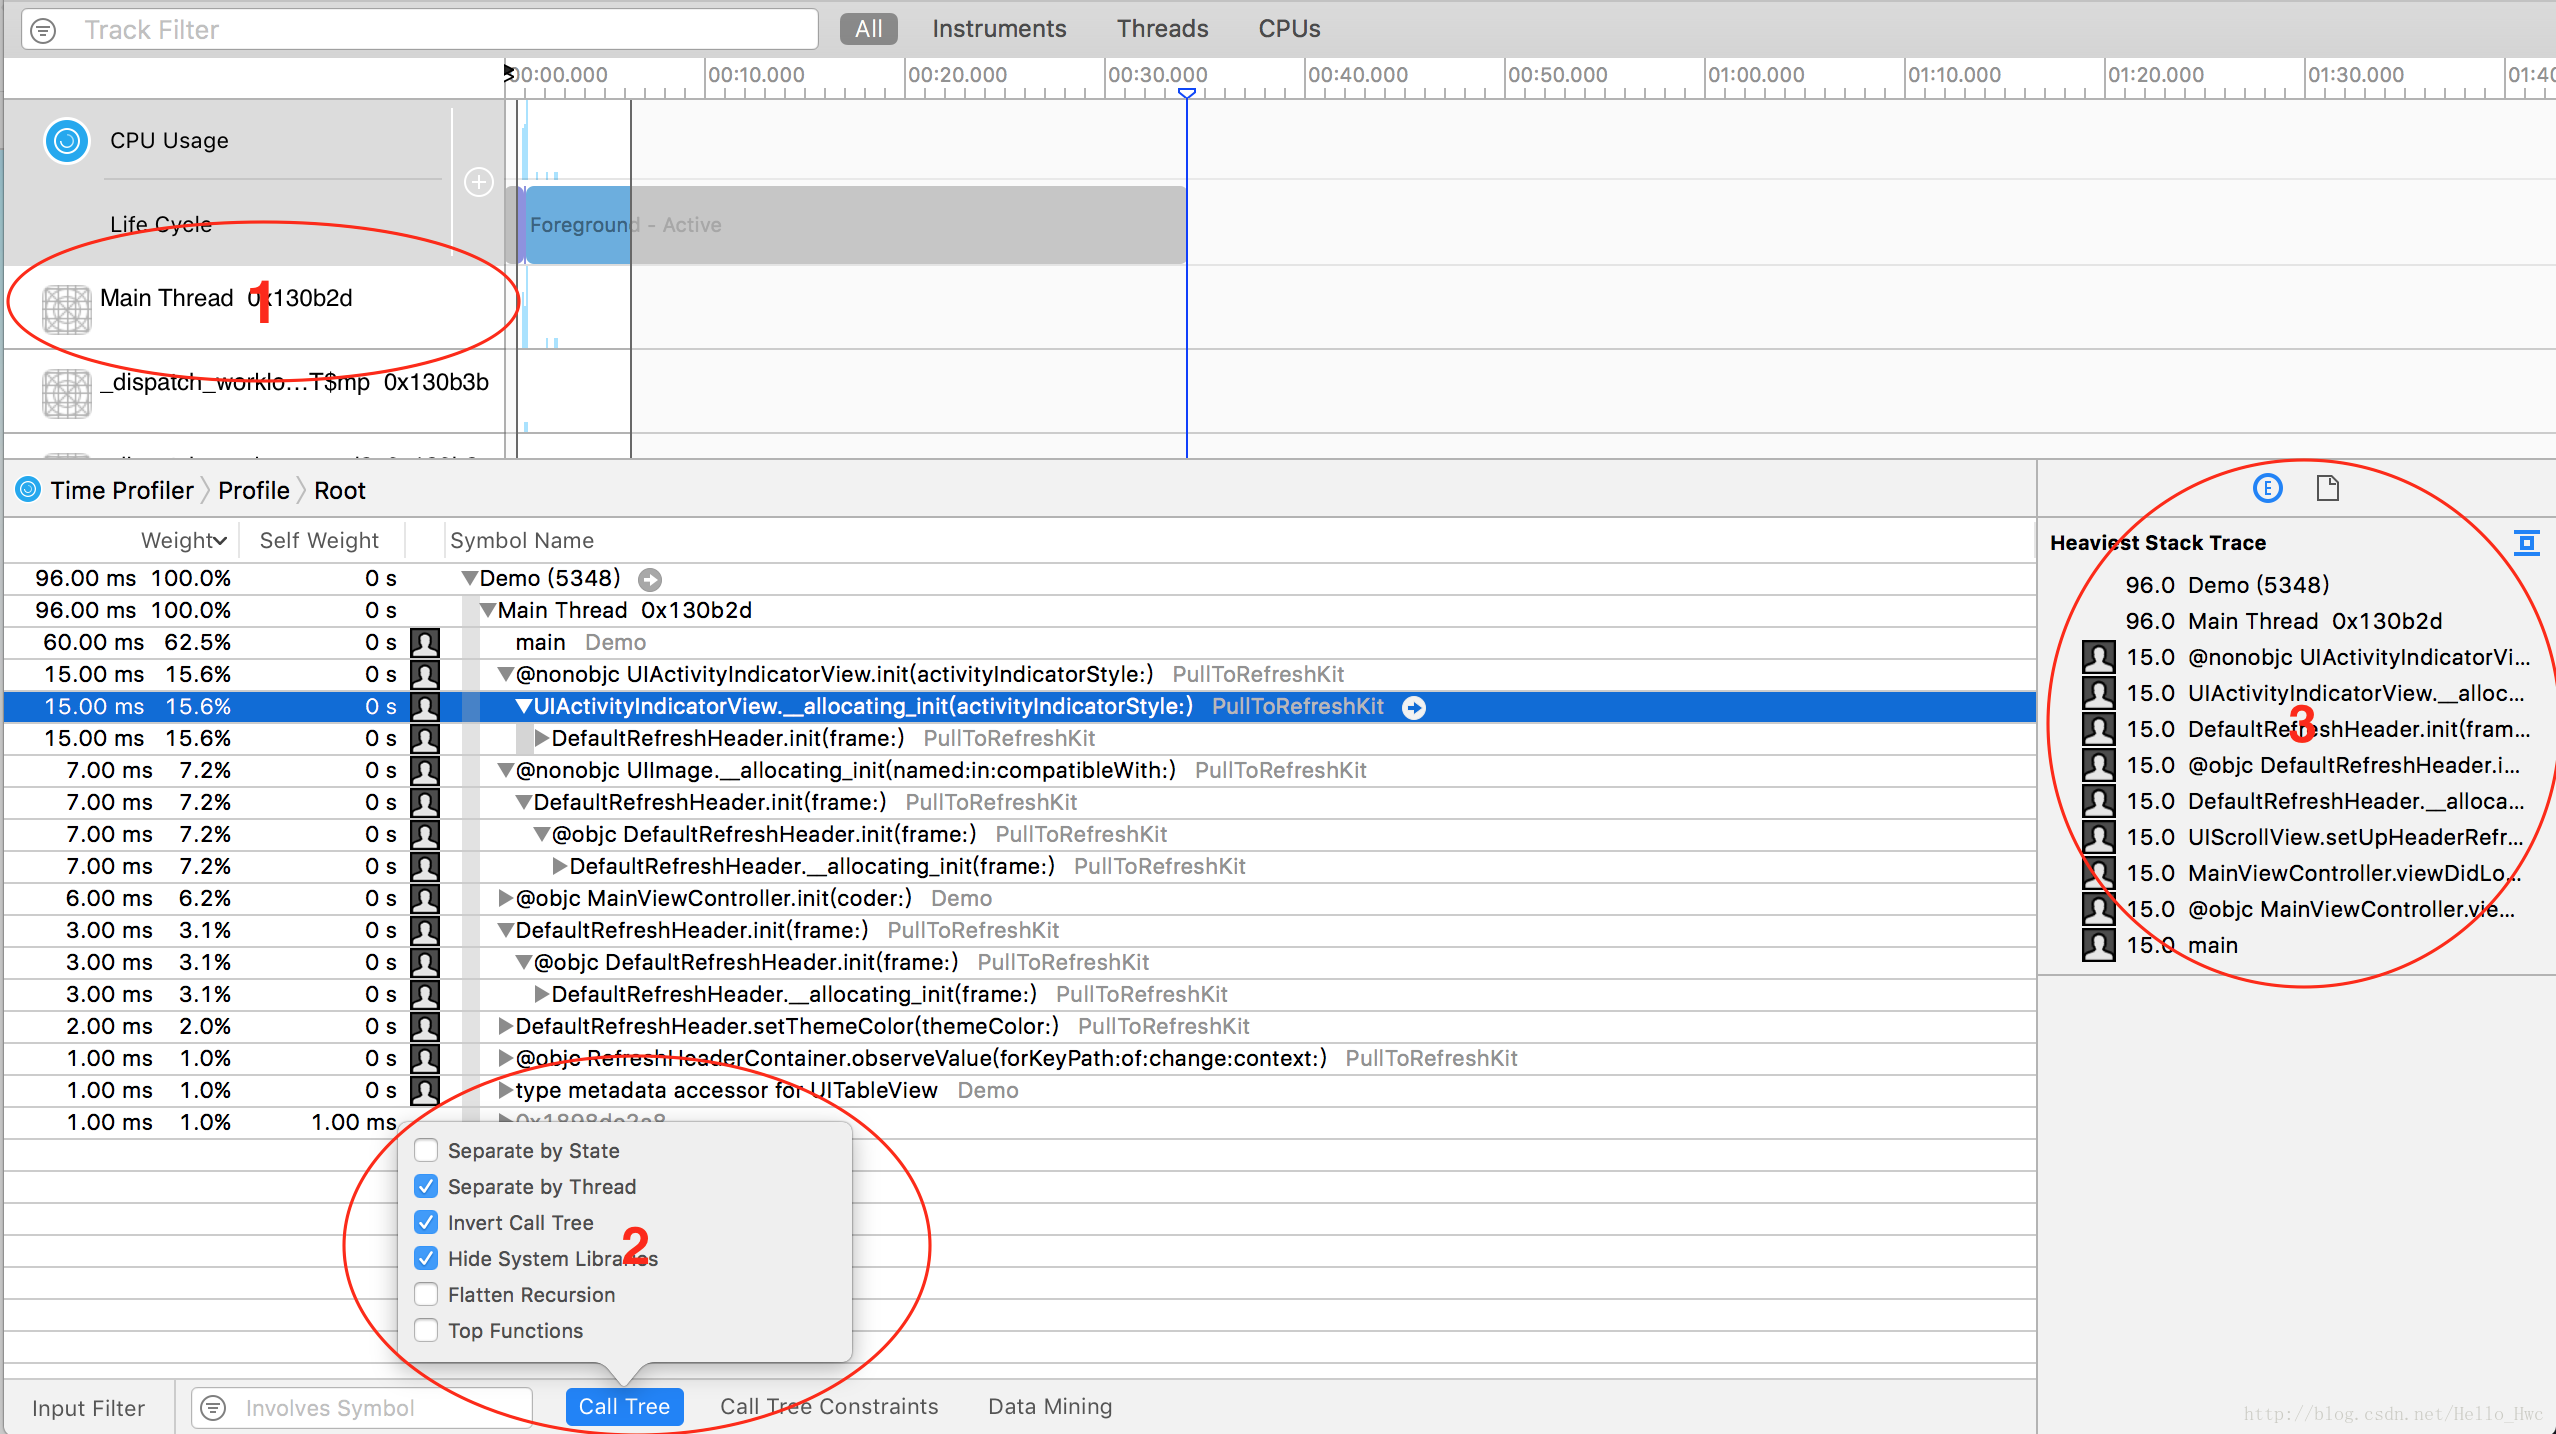 Track Filter All Instruments Threads CPUs
00:00.000 00:10.000 00:20.000 00:30.000 00:40.000 00:50.000 01:00.000 01:10.000 01:20.000 01:30.000 01:40
CPU Usage
Life Cycle
Foreground - Active
Main Thread 0x130b2d
1
_dispatch_worklo...T$mp 0x130b3b
Time Profiler Profile Root
Weight Self Weight Symbol Name
96.00 ms 100.0% 0 s Demo (5348)
96.00 ms 100.0% 0 s Main Thread 0x130b2d
60.00 ms 62.5% 0 s main Demo
15.00 ms 15.6% 0 s @nonobjc UIActivityIndicatorView.init(activityIndicatorStyle:) PullToRefreshKit
15.00 ms 15.6% 0 s UIActivityIndicatorView.__allocating_init(activityIndicatorStyle:) PullToRefreshKit
15.00 ms 15.6% 0 s DefaultRefreshHeader.init(frame:) PullToRefreshKit
7.00 ms 7.2% 0 s @nonobjc UIImage.__allocating_init(named:in:compatibleWith:) PullToRefreshKit
7.00 ms 7.2% 0 s DefaultRefreshHeader.init(frame:) PullToRefreshKit
7.00 ms 7.2% 0 s @objc DefaultRefreshHeader.init(frame:) PullToRefreshKit
7.00 ms 7.2% 0 s DefaultRefreshHeader.__allocating_init(frame:) PullToRefreshKit
6.00 ms 6.2% 0 s @objc MainViewController.init(coder:) Demo
3.00 ms 3.1% 0 s DefaultRefreshHeader.init(frame:) PullToRefreshKit
3.00 ms 3.1% 0 s @objc DefaultRefreshHeader.init(frame:) PullToRefreshKit
3.00 ms 3.1% 0 s DefaultRefreshHeader.__allocating_init(frame:) PullToRefreshKit
2.00 ms 2.0% 0 s DefaultRefreshHeader.setThemeColor(themeColor:) PullToRefreshKit
1.00 ms 1.0% 0 s @objc RefreshHeaderContainer.observeValue(forKeyPath:of:change:context:) PullToRefreshKit
1.00 ms 1.0% 0 s type metadata accessor for UITableView Demo
1.00 ms 1.0% 1.00 ms
Separate by State
Separate by Thread
Invert Call Tree
2
Hide System Libraries
Flatten Recursion
Top Functions
Input Filter Involves Symbol Call Tree Call Tree Constraints Data Mining
E
Heaviest Stack Trace
96.0 Demo (5348)
96.0 Main Thread 0x130b2d
15.0 @nonobjc UIActivityIndicatorVi...
15.0 UIActivityIndicatorView.__alloc...
15.0 DefaultRefreshHeader.init(fram...
3
15.0 @objc DefaultRefreshHeader.i...
15.0 DefaultRefreshHeader.__alloca...
15.0 UIScrollView.setUpHeaderRefr...
15.0 MainViewController.viewDidLo...
15.0 @objc MainViewController.vie...
15.0 main
http://blog.csdn.net/Hello_Hwc